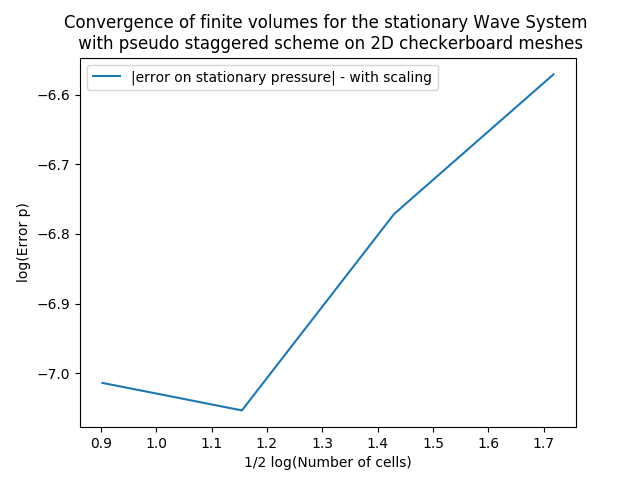 Convergence of finite volumes for the stationary Wave System
with pseudo staggered scheme on 2D checkerboard meshes
|error on stationary pressure| - with scaling
−6.6
−6.7
−6.8
−6.9
−7.0
log(Error p)
0.9 1.0 1.1 1.2 1.3 1.4 1.5 1.6 1.7
1/2 log(Number of cells)